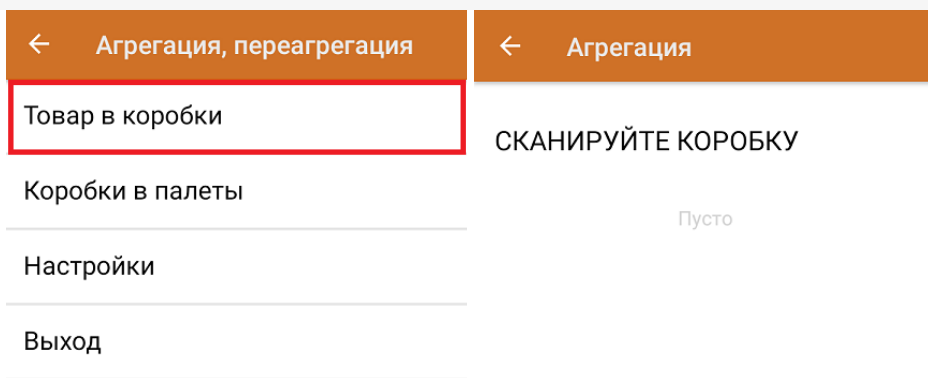 Агрегация, переагрегация
Товар в коробки
Коробки в палеты
Настройки
Выход
Агрегация
СКАНИРУЙТЕ КОРОБКУ
Пусто